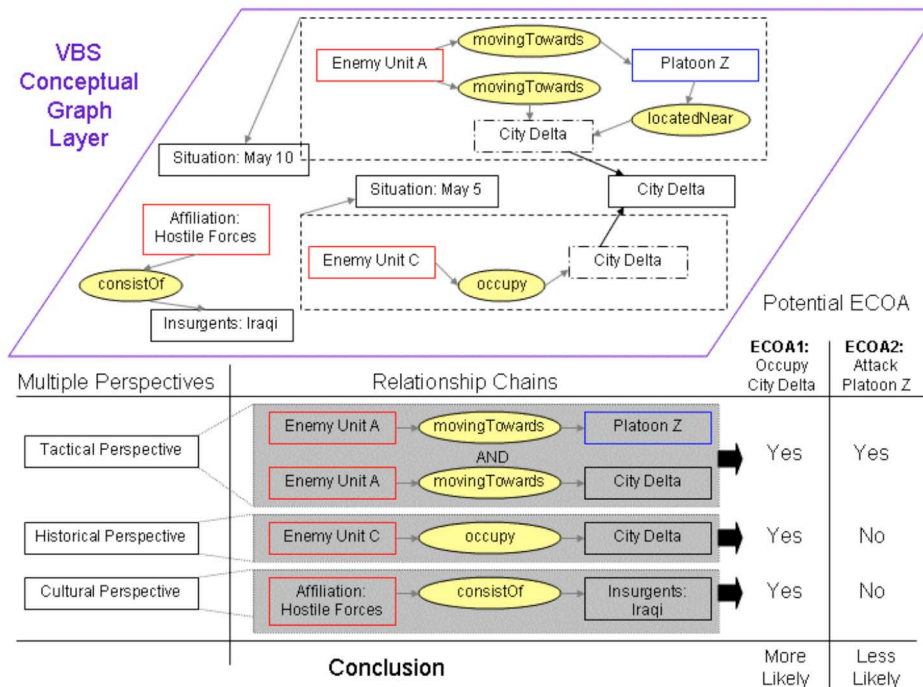 VBS
Conceptual
Graph
Layer
Enemy Unit A
movingTowards
Platoon Z
movingTowards
locatedNear
City Delta
Situation: May 10
Situation: May 5
City Delta
Affiliation:
Hostile Forces
Enemy Unit C
City Delta
consistOf
occupy
Insurgents: Iraqi
Potential ECOA
Multiple Perspectives
Relationship Chains
ECOA1:
Occupy
City Delta
ECOA2:
Attack
Platoon Z
Tactical Perspective
Enemy Unit A
movingTowards
Platoon Z
AND
Enemy Unit A
movingTowards
City Delta
Yes
Yes
Historical Perspective
Enemy Unit C
occupy
City Delta
Yes
No
Cultural Perspective
Affiliation:
Hostile Forces
consistOf
Insurgents:
Iraqi
Yes
No
Conclusion
More
Likely
Less
Likely